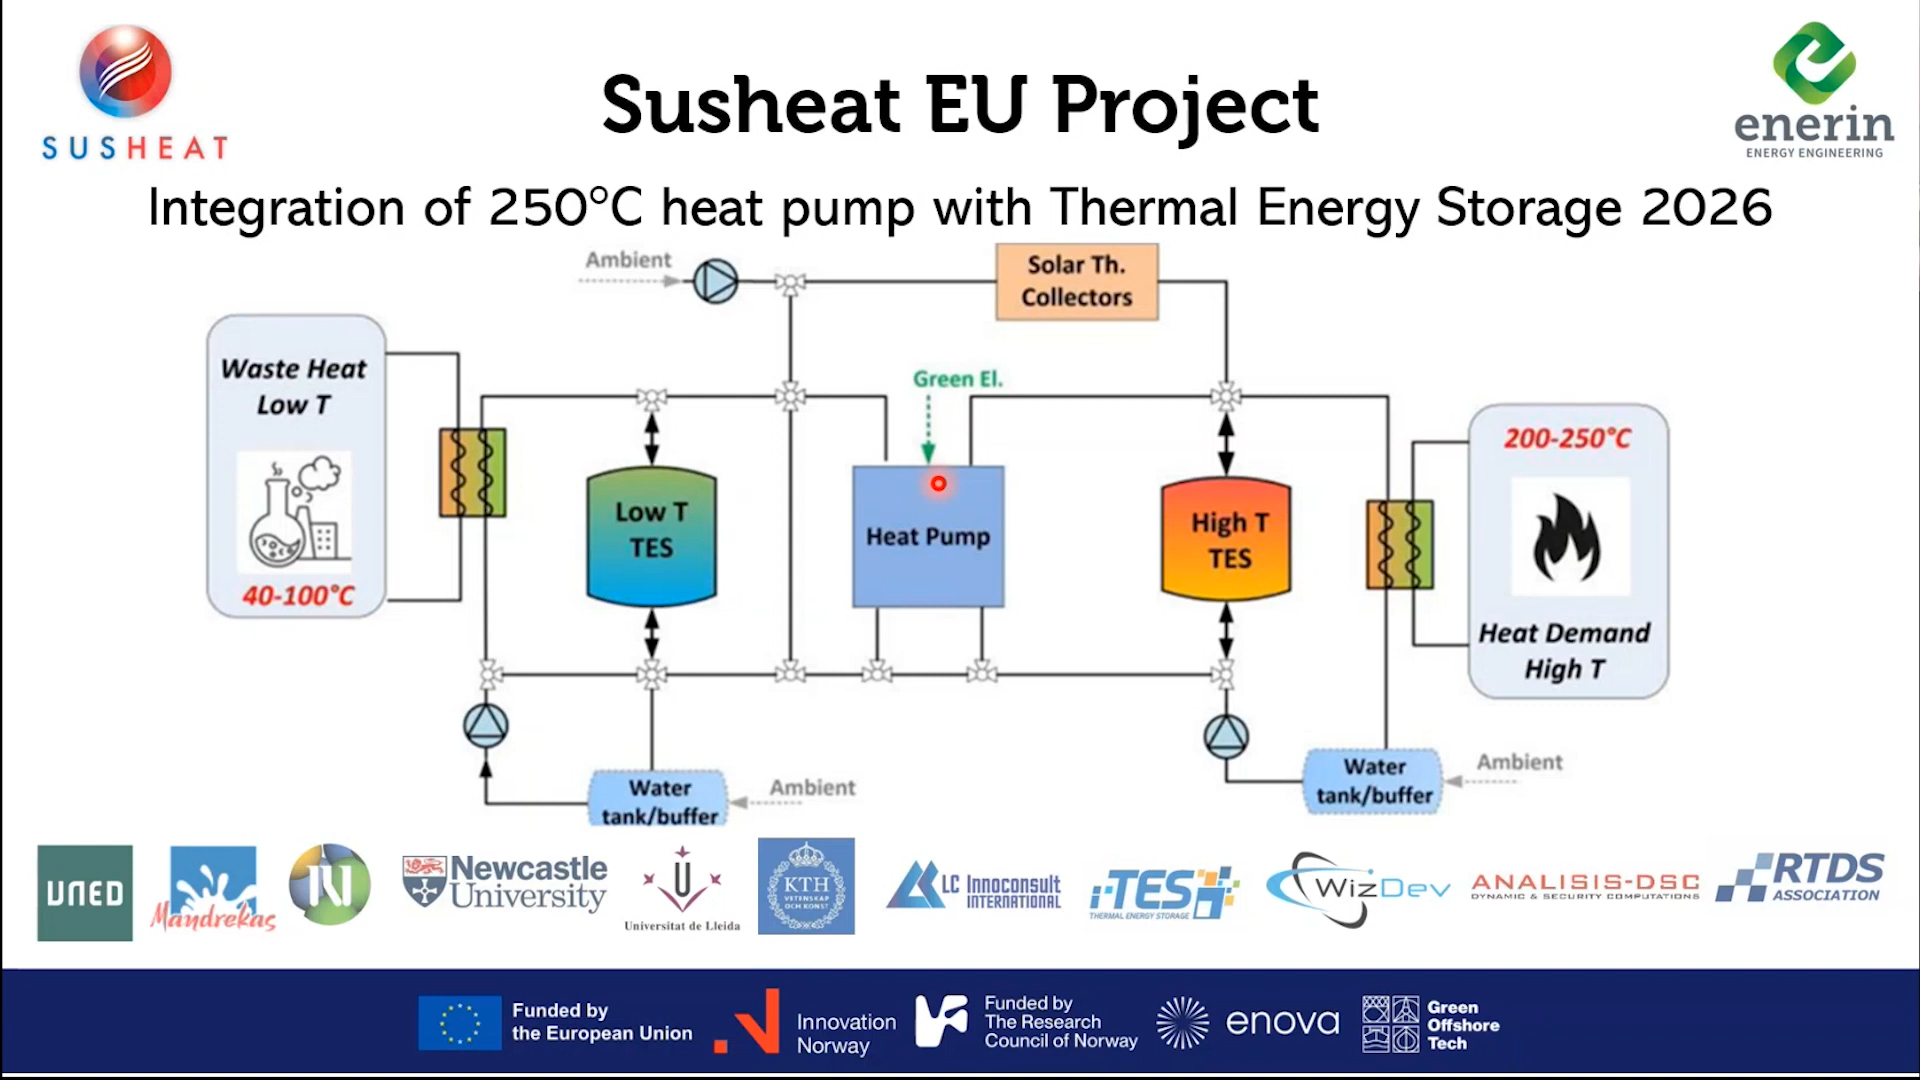 SUSHEAT
Susheat EU Project
enerin
ENERGY ENGINEERING
Integration of 250°C heat pump with Thermal Energy Storage 2026
Ambient
Solar Th.
Collectors
Waste Heat
Low T
40-100°C
Green El.
Low T
TES
Heat Pump
High T
TES
200-250°C
Heat Demand
High T
Water
tank/buffer
Ambient
Water
tank/buffer
Ambient
UNED
Mandrekas
N
Newcastle
University
U
Universitat de Lleida
KTH
VETENSKAP
OCH KONST
LC Innoconsult
INTERNATIONAL
iTES
THERMAL ENERGY STORAGE
WizDev
ANALISIS-DSC
DYNAMIC & SECURITY COMPUTATIONS
RTDS
ASSOCIATION
Funded by
the European Union
Innovation
Norway
Funded by
The Research
Council of Norway
enova
Green
Offshore
Tech